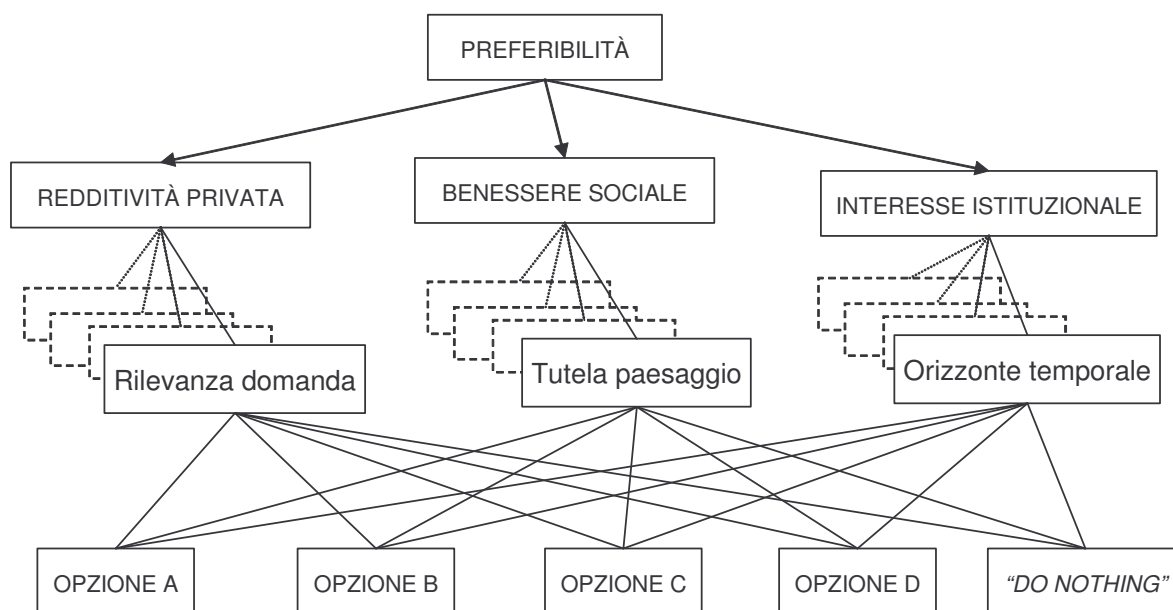 PREFERIBILITÀ
REDDITIVITÀ PRIVATA
BENESSERE SOCIALE
INTERESSE ISTITUZIONALE
Rilevanza domanda
Tutela paesaggio
Orizzonte temporale
OPZIONE A
OPZIONE B
OPZIONE C
OPZIONE D
“DO NOTHING”